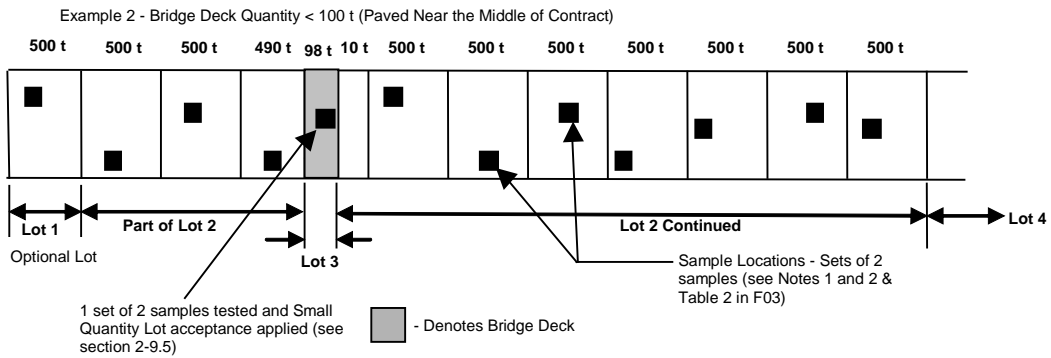 Example 2 - Bridge Deck Quantity < 100 t (Paved Near the Middle of Contract)
500 t 500 t 500 t 490 t 98 t 10 t 500 t 500 t 500 t 500 t 500 t 500 t 500 t
Lot 1
Part of Lot 2
Lot 2 Continued
Lot 4
Optional Lot
Lot 3
Sample Locations - Sets of 2
samples (see Notes 1 and 2 &
Table 2 in F03)
1 set of 2 samples tested and Small
Quantity Lot acceptance applied (see
section 2-9.5)
- Denotes Bridge Deck